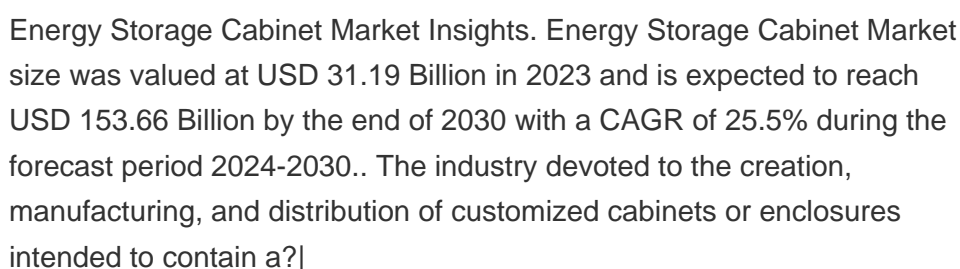 Energy Storage Cabinet Market Insights. Energy Storage Cabinet Market
size was valued at USD 31.19 Billion in 2023 and is expected to reach
USD 153.66 Billion by the end of 2030 with a CAGR of 25.5% during the
forecast period 2024-2030.. The industry devoted to the creation,
manufacturing, and distribution of customized cabinets or enclosures
intended to contain a?|